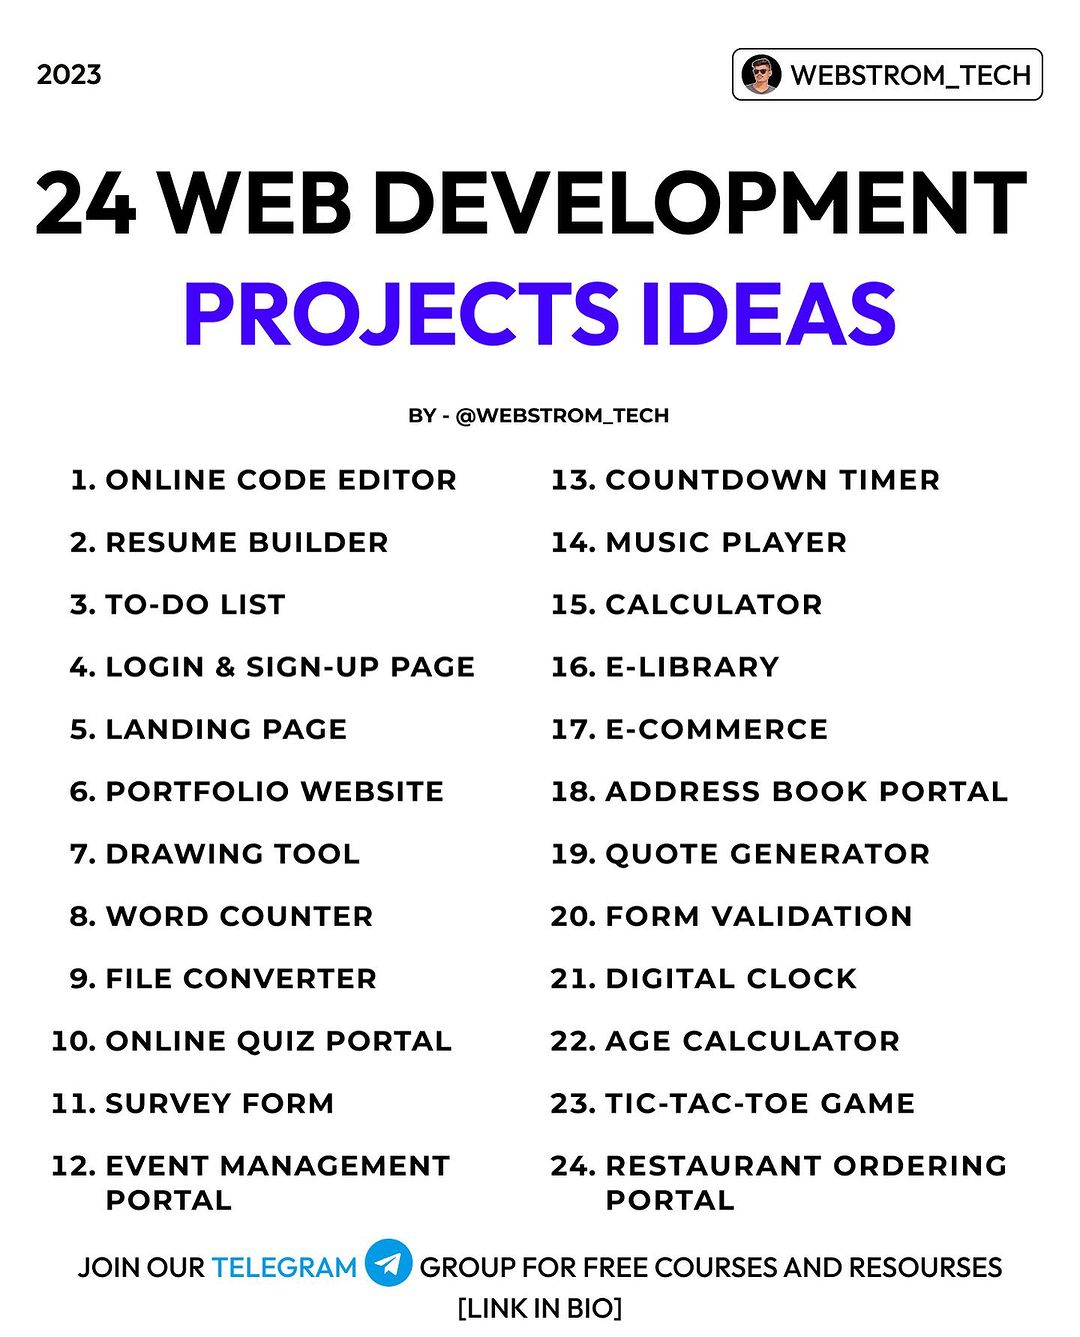 2023
WEBSTROM_TECH
24 WEB DEVELOPMENT
PROJECTS IDEAS
BY - @WEBSTROM_TECH
1. ONLINE CODE EDITOR
2. RESUME BUILDER
3. TO-DO LIST
4. LOGIN & SIGN-UP PAGE
5. LANDING PAGE
6. PORTFOLIO WEBSITE
7. DRAWING TOOL
8. WORD COUNTER
9. FILE CONVERTER
10. ONLINE QUIZ PORTAL
11. SURVEY FORM
12. EVENT MANAGEMENT
PORTAL
13. COUNTDOWN TIMER
14. MUSIC PLAYER
15. CALCULATOR
16. E-LIBRARY
17. E-COMMERCE
18. ADDRESS BOOK PORTAL
19. QUOTE GENERATOR
20. FORM VALIDATION
21. DIGITAL CLOCK
22. AGE CALCULATOR
23. TIC-TAC-TOE GAME
24. RESTAURANT ORDERING
PORTAL
JOIN OUR TELEGRAM GROUP FOR FREE COURSES AND RESOURSES
[LINK IN BIO]